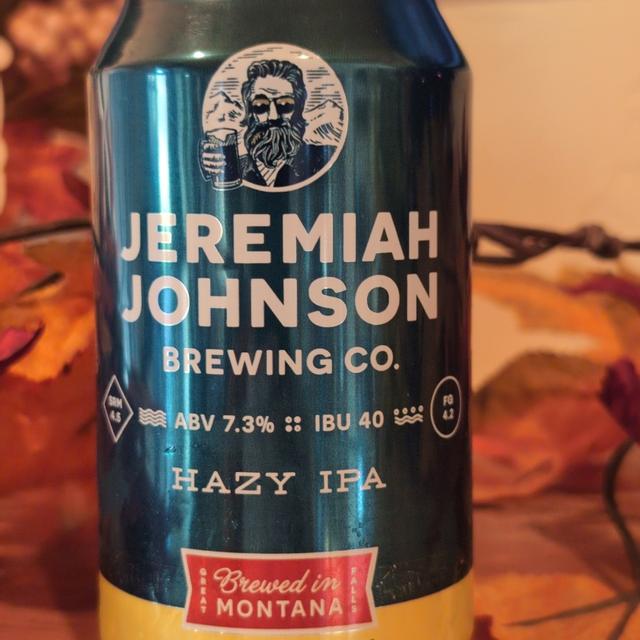 JEREMIAH
JOHNSON
BREWING CO.
SRM
4.5
ABV 7.3% :: IBU 40
FG
4.2
HAZY IPA
GREAT
Brewed in
MONTANA
FALLS